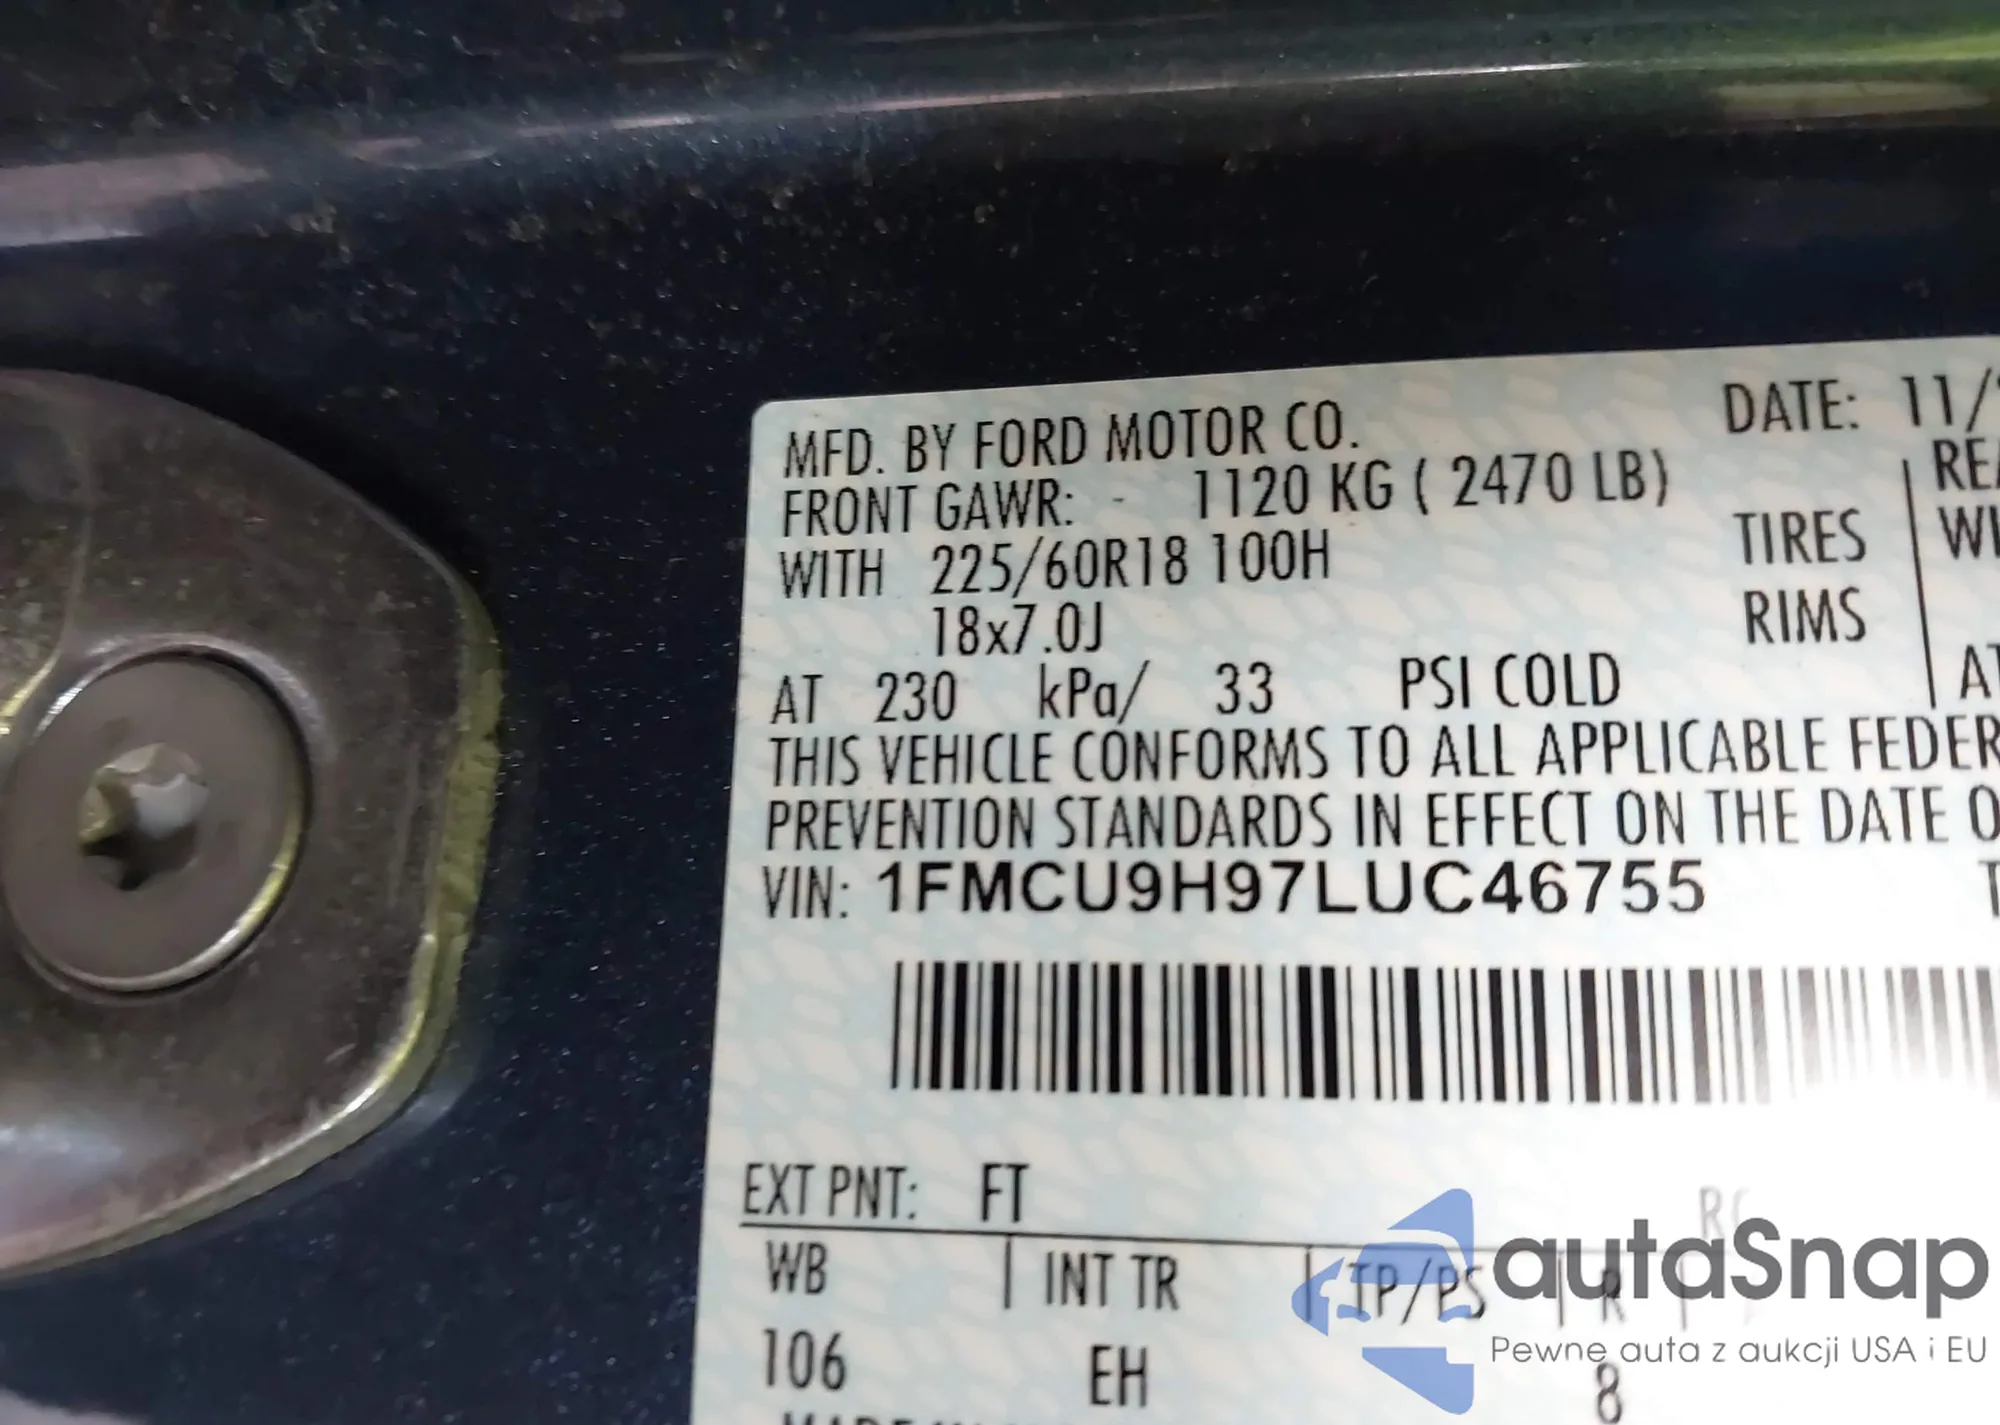 MFD. BY FORD MOTOR CO. DATE: 11/
FRONT GAWR: - 1120 KG ( 2470 LB)
WITH 225/60R18 100H TIRES
18x7.0J RIMS
AT 230 kPa/ 33 PSI COLD
THIS VEHICLE CONFORMS TO ALL APPLICABLE FEDER
PREVENTION STANDARDS IN EFFECT ON THE DATE O
VIN: 1FMCU9H97LUC46755
EXT PNT: FT
WB | INT TR | TP/PS | R |
106 EH 8
autaSnap
Pewne auta z aukcji USA i EU